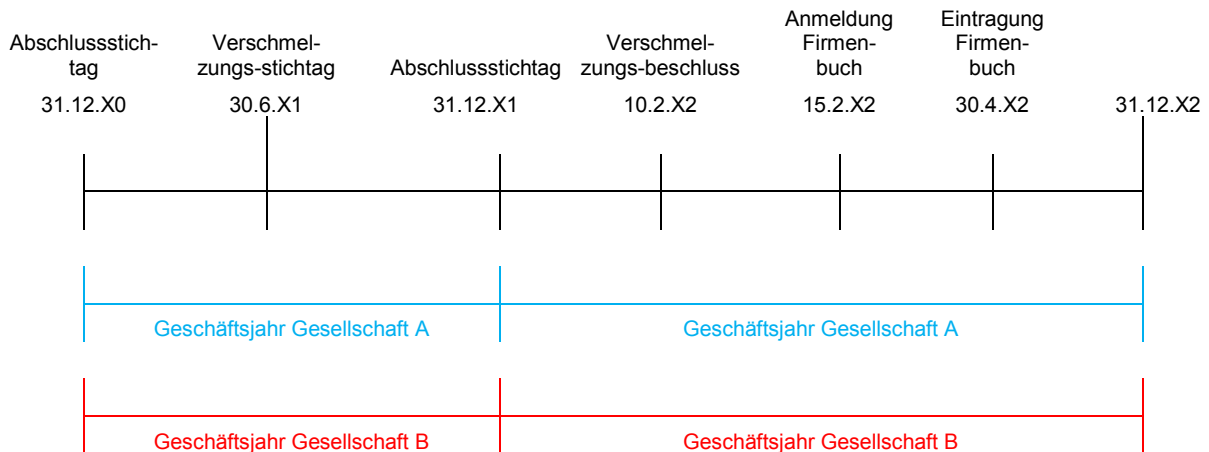 Abschlussstich-
tag
31.12.X0
Verschmel-
zungs-stichtag
30.6.X1
Abschlussstichtag
31.12.X1
Verschmel-
zungs-beschluss
10.2.X2
Anmeldung
Firmen-
buch
15.2.X2
Eintragung
Firmen-
buch
30.4.X2
31.12.X2
Geschäftsjahr Gesellschaft A
Geschäftsjahr Gesellschaft A
Geschäftsjahr Gesellschaft B
Geschäftsjahr Gesellschaft B